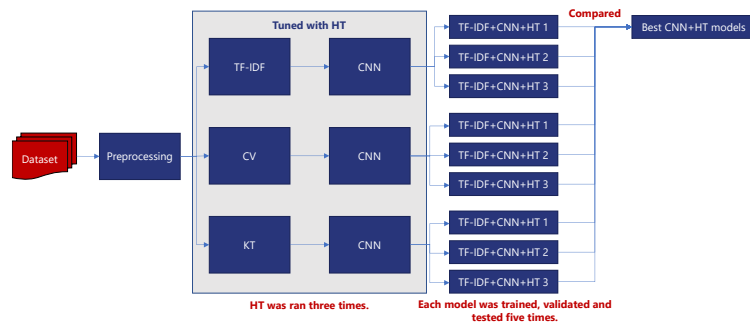 Tuned with HT
Compared
TF-IDF
CNN
TF-IDF+CNN+HT 1
TF-IDF+CNN+HT 2
TF-IDF+CNN+HT 3
Best CNN+HT models
Dataset
Preprocessing
CV
CNN
TF-IDF+CNN+HT 1
TF-IDF+CNN+HT 2
TF-IDF+CNN+HT 3
KT
CNN
TF-IDF+CNN+HT 1
TF-IDF+CNN+HT 2
TF-IDF+CNN+HT 3
HT was ran three times.
Each model was trained, validated and
tested five times.